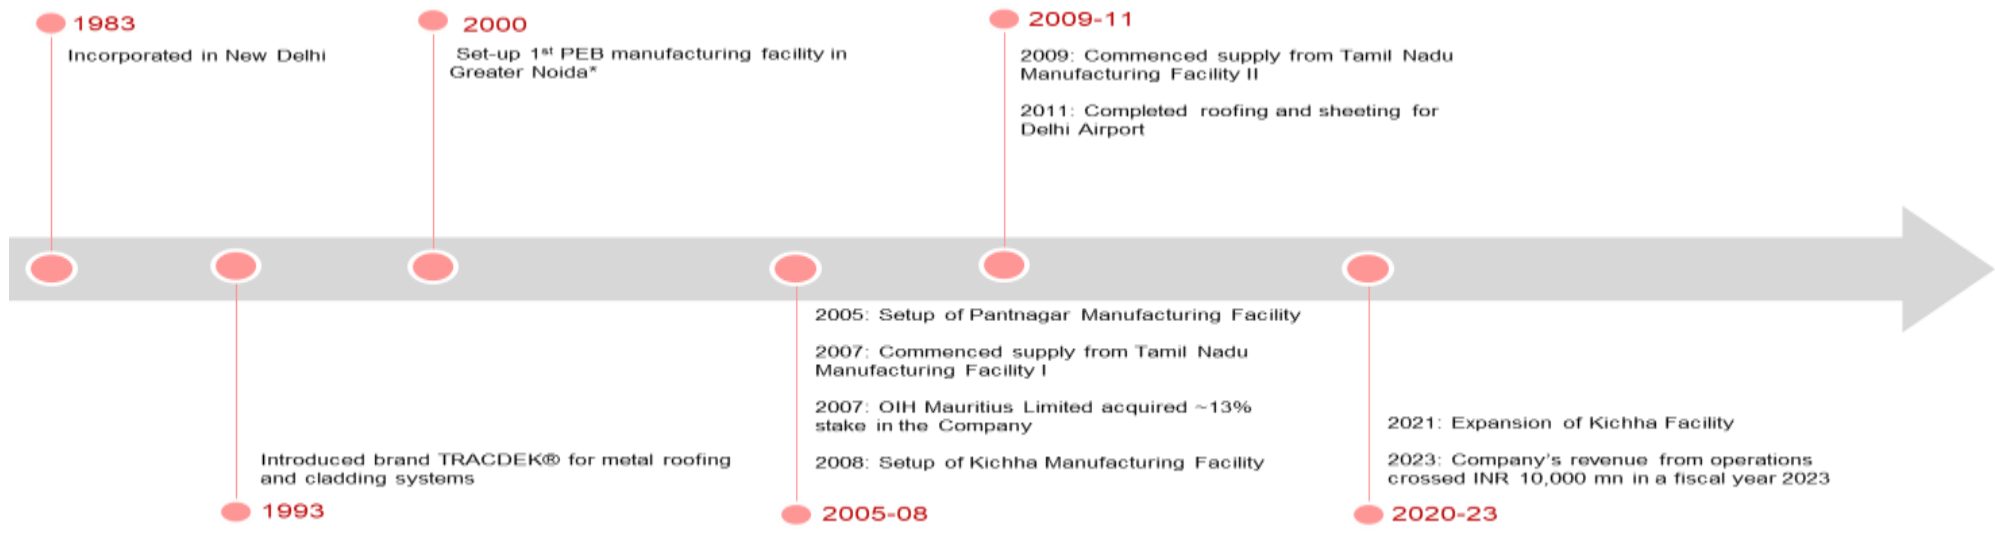 1983
Incorporated in New Delhi
2000
Set-up 1st PEB manufacturing facility in
Greater Noida*
2009-11
2009: Commenced supply from Tamil Nadu
Manufacturing Facility II
2011: Completed roofing and sheeting for
Delhi Airport
Introduced brand TRACDEK® for metal roofing
and cladding systems
1993
2005: Setup of Pantnagar Manufacturing Facility
2007: Commenced supply from Tamil Nadu
Manufacturing Facility I
2007: OIH Mauritius Limited acquired ~13%
stake in the Company
2008: Setup of Kichha Manufacturing Facility
2005-08
2021: Expansion of Kichha Facility
2023: Company's revenue from operations
crossed INR 10,000 mn in a fiscal year 2023
2020-23